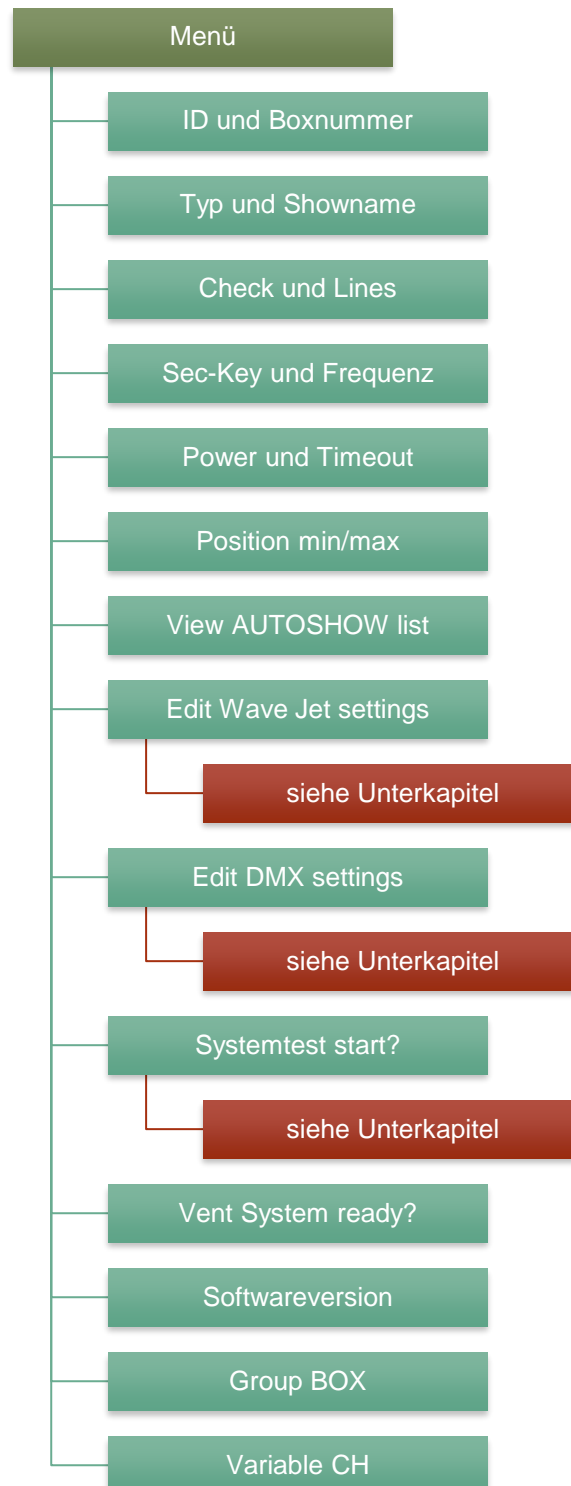 Menü
ID und Boxnummer
Typ und Showname
Check und Lines
Sec-Key und Frequenz
Power und Timeout
Position min/max
View AUTOSHOW list
Edit Wave Jet settings
siehe Unterkapitel
Edit DMX settings
siehe Unterkapitel
Systemtest start?
siehe Unterkapitel
Vent System ready?
Softwareversion
Group BOX
Variable CH